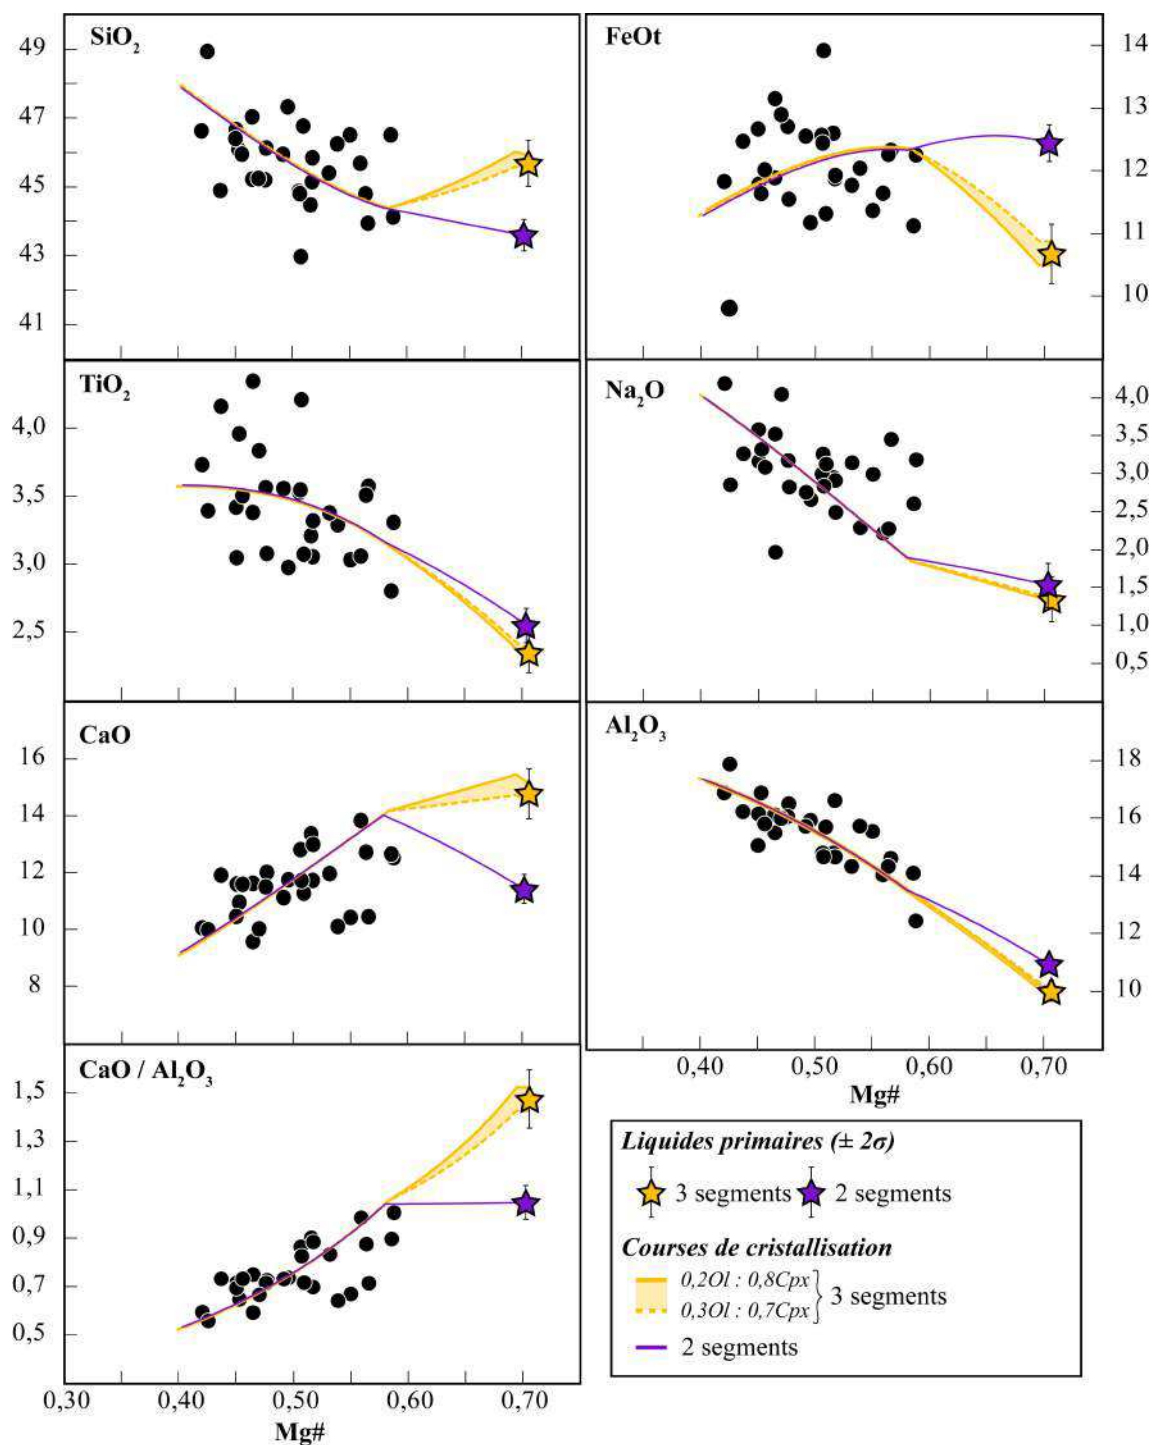 SiO₂
49
47
45
43
41
FeOt
14
13
12
11
10
TiO₂
4,0
3,5
3,0
2,5
Na₂O
4,0
3,5
3,0
2,5
2,0
1,5
1,0
0,5
CaO
16
14
12
10
8
Al₂O₃
18
16
14
12
10
0,40 0,50 0,60 0,70
Mg#
CaO / Al₂O₃
1,5
1,3
1,1
0,9
0,7
0,5
0,30 0,40 0,50 0,60 0,70
Mg#
Liquides primaires (± 2σ)
3 segments 2 segments
Courses de cristallisation
0,2Ol : 0,8Cpx
0,3Ol : 0,7Cpx
3 segments
2 segments